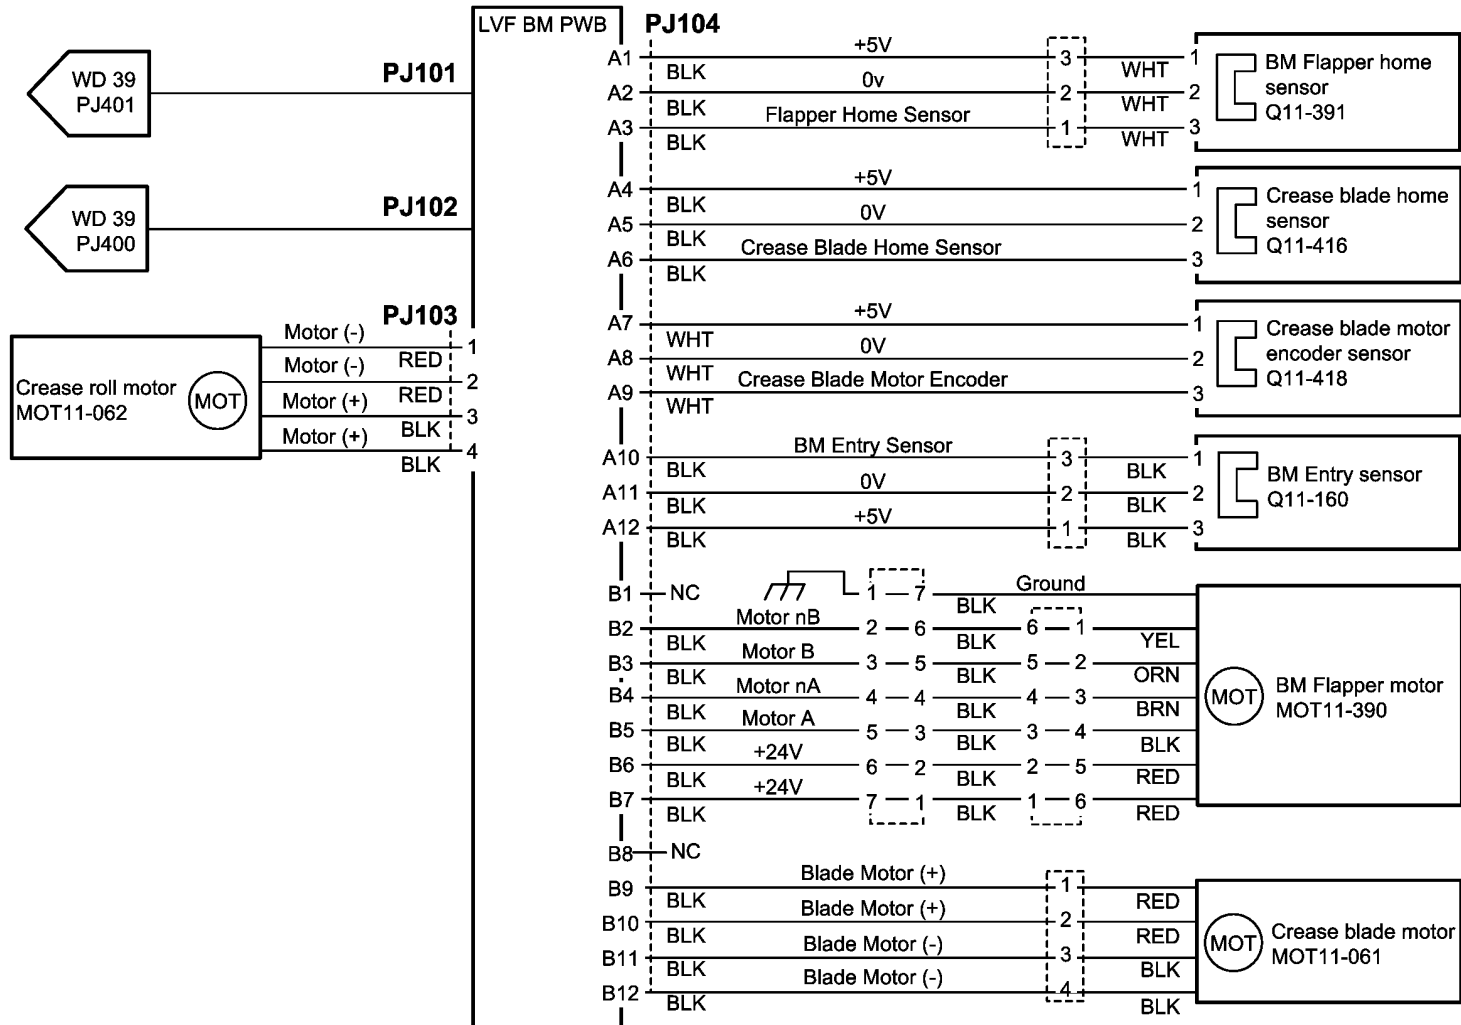 LVF BM PWB
PJ104
WD 39
PJ401
PJ101
WD 39
PJ400
PJ102
PJ103
Crease roll motor
MOT11-062
MOT
Motor (-) RED 1
Motor (-) RED 2
Motor (+) BLK 3
Motor (+) BLK 4
A1 BLK +5V 3 WHT 1
A2 BLK 0v 2 WHT 2
A3 BLK Flapper Home Sensor 1 WHT 3
BM Flapper home
sensor
Q11-391
A4 BLK +5V 1
A5 BLK 0V 2
A6 BLK Crease Blade Home Sensor 3
Crease blade home
sensor
Q11-416
A7 WHT +5V 1
A8 WHT 0V 2
A9 WHT Crease Blade Motor Encoder 3
Crease blade motor
encoder sensor
Q11-418
A10 BLK BM Entry Sensor 3 BLK 1
A11 BLK 0V 2 BLK 2
A12 BLK +5V 1 BLK 3
BM Entry sensor
Q11-160
B1 NC 1 7 BLK Ground
B2 BLK Motor nB 2 6 BLK 6 1 YEL
B3 BLK Motor B 3 5 BLK 5 2 ORN
B4 BLK Motor nA 4 4 BLK 4 3 BRN
B5 BLK Motor A 5 3 BLK 3 4 BLK
B6 BLK +24V 6 2 BLK 2 5 RED
B7 BLK +24V 7 1 BLK 1 6 RED
MOT
BM Flapper motor
MOT11-390
B8 NC
B9 BLK Blade Motor (+) 1 RED
B10 BLK Blade Motor (+) 2 RED
B11 BLK Blade Motor (-) 3 BLK
B12 BLK Blade Motor (-) 4 BLK
MOT
Crease blade motor
MOT11-061